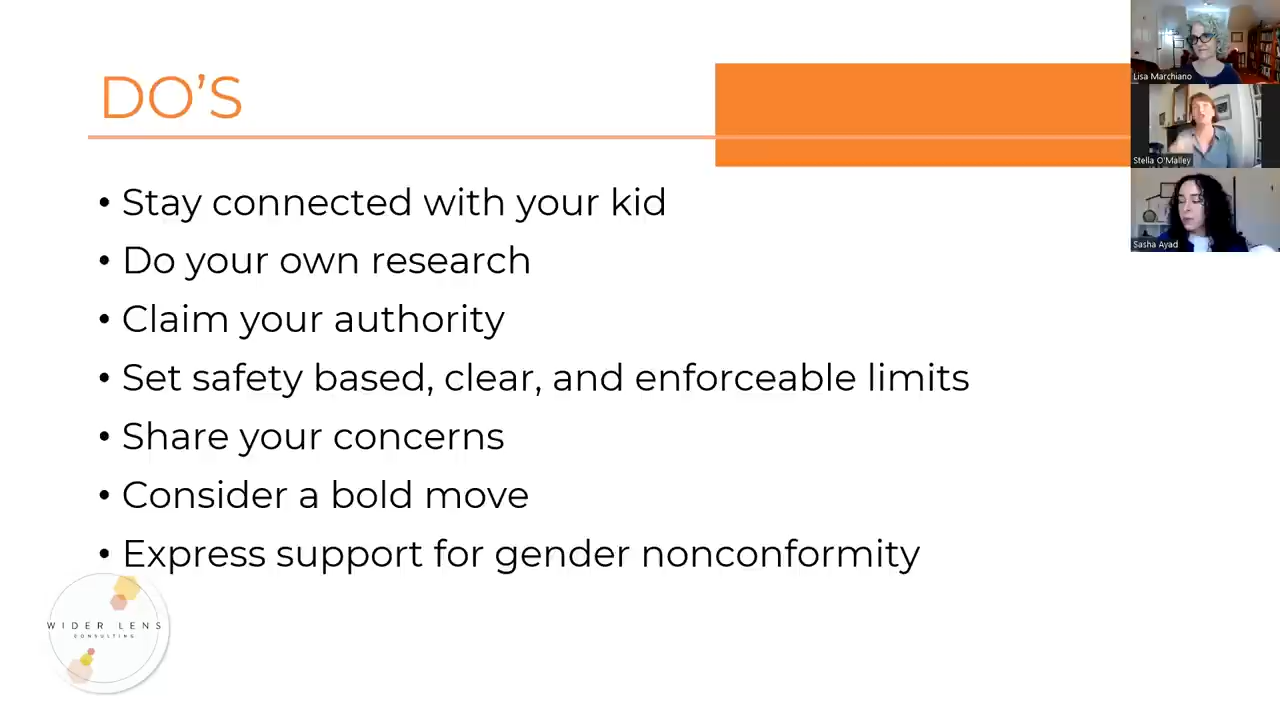 DO'S
• Stay connected with your kid
• Do your own research
• Claim your authority
• Set safety based, clear, and enforceable limits
• Share your concerns
• Consider a bold move
• Express support for gender nonconformity
WIDER LENS
CONSULTING
Lisa Marchiano
Stella O'Malley
Sasha Ayad